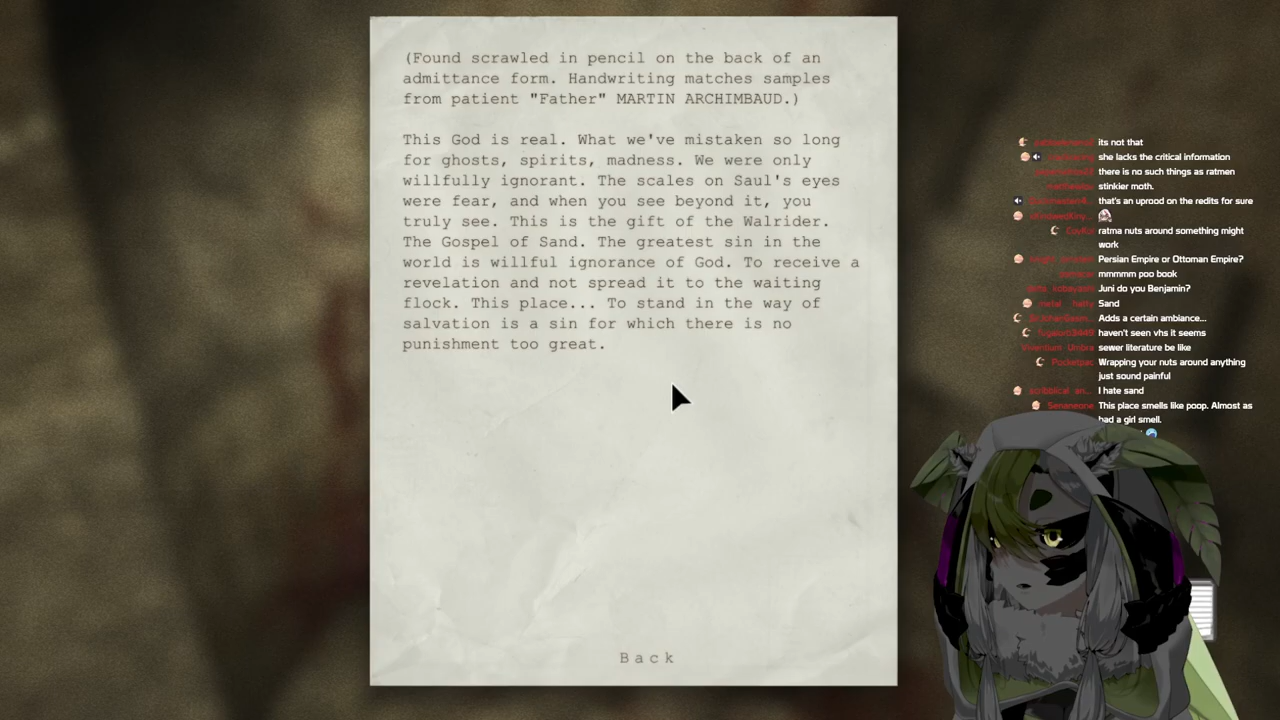 (Found scrawled in pencil on the back of an
admittance form. Handwriting matches samples
from patient "Father" MARTIN ARCHIMBAUD.)
This God is real. What we've mistaken so long
for ghosts, spirits, madness. We were only
willfully ignorant. The scales on Saul's eyes
were fear, and when you see beyond it, you
truly see. This is the gift of the Walrider.
The Gospel of Sand. The greatest sin in the
world is willful ignorance of God. To receive a
revelation and not spread it to the waiting
flock. This place... To stand in the way of
salvation is a sin for which there is no
punishment too great.
Back
its not that
she lacks the critical information
there is no such things as ratmen
stinkier moth.
that's an uprood on the redits for sure
ratma nuts around something might
work
Persian Empire or Ottoman Empire?
mmmmm poo book
Juni do you Benjamin?
Sand
Adds a certain ambiance...
haven't seen vhs it seems
sewer literature be like
Pocketpac Wrapping your nuts around anything
just sound painful
I hate sand
Senaneone This place smells like poop. Almost as
bad a girl smell.